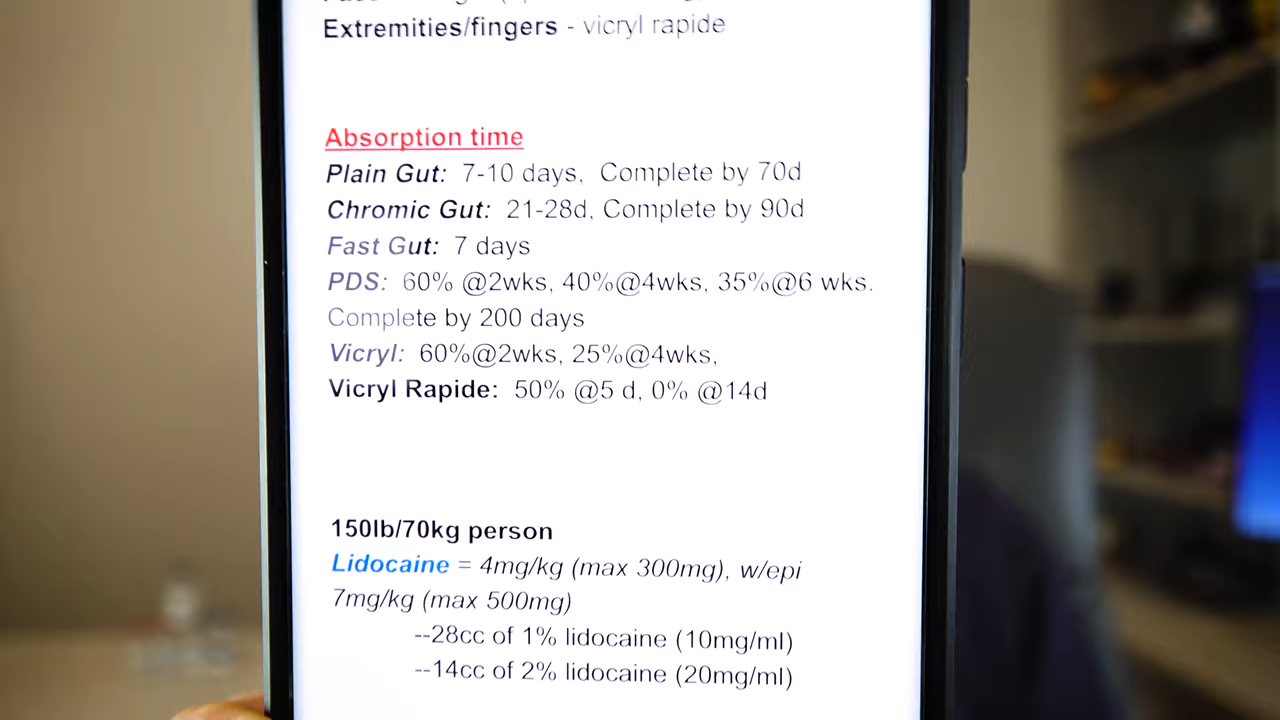 Extremities/fingers - vicryl rapide
Absorption time
Plain Gut: 7-10 days, Complete by 70d
Chromic Gut: 21-28d, Complete by 90d
Fast Gut: 7 days
PDS: 60% @2wks, 40%@4wks, 35%@6 wks.
Complete by 200 days
Vicryl: 60%@2wks, 25%@4wks,
Vicryl Rapide: 50% @5 d, 0% @14d
150lb/70kg person
Lidocaine = 4mg/kg (max 300mg), w/epi
7mg/kg (max 500mg)
--28cc of 1% lidocaine (10mg/ml)
--14cc of 2% lidocaine (20mg/ml)